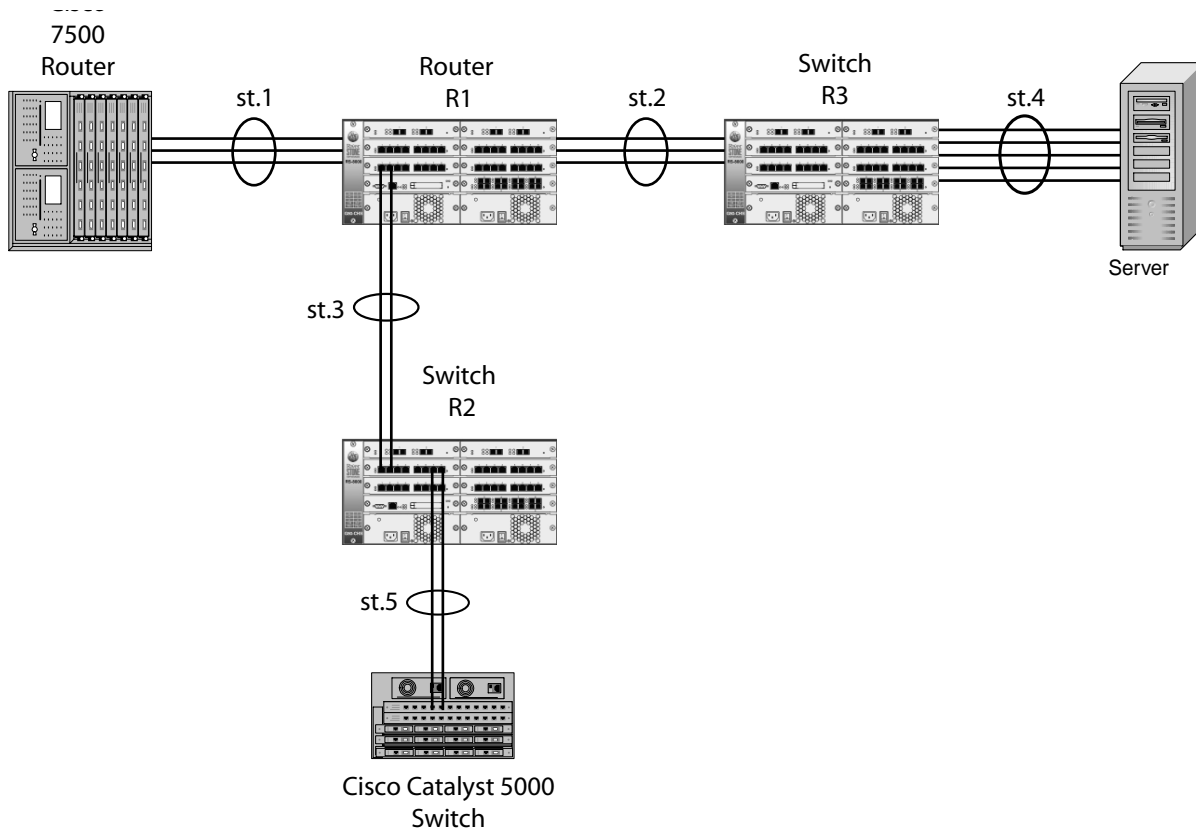 Cisco
7500
Router
st.1
Router
R1
st.2
Switch
R3
st.4
Server
st.3
Switch
R2
st.5
Cisco Catalyst 5000
Switch